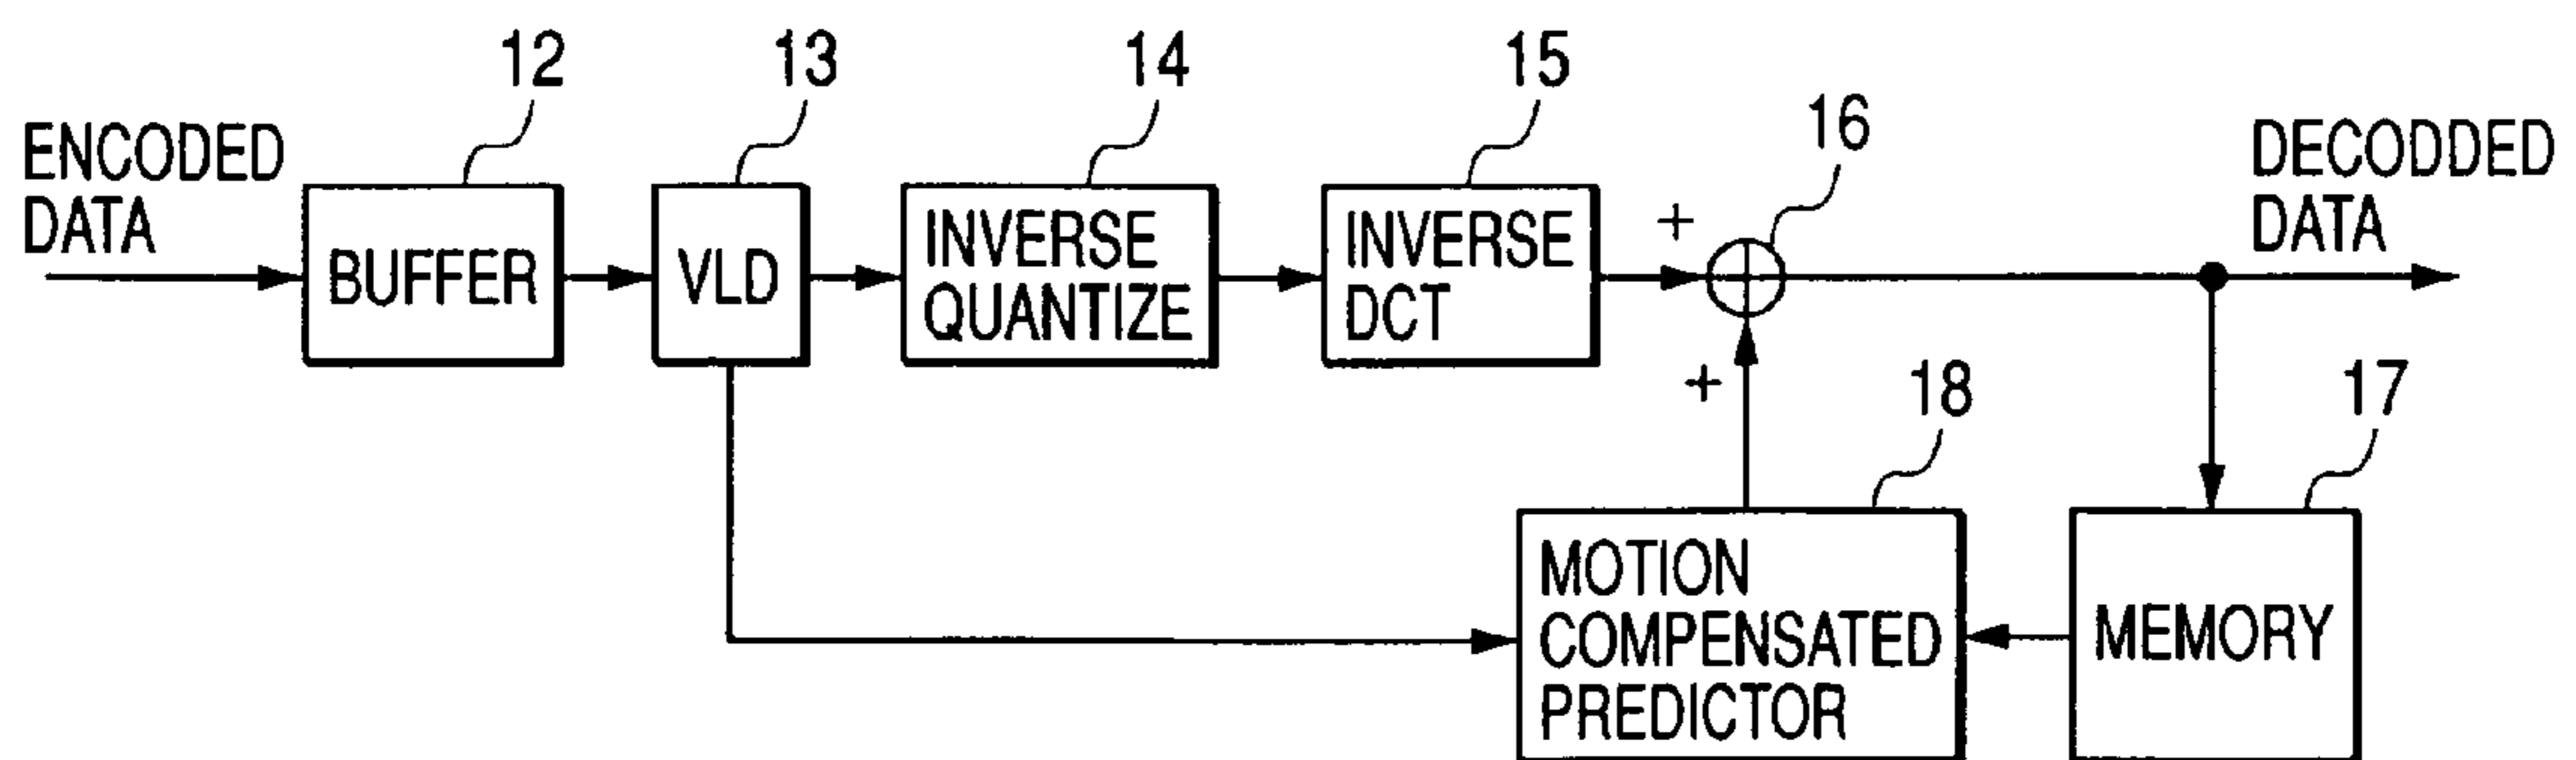 12
13
14
15
16
ENCODED
DATA
DECODDED
DATA
BUFFER
VLD
INVERSE
QUANTIZE
INVERSE
DCT
+
+
18
17
MOTION
COMPENSATED
PREDICTOR
MEMORY